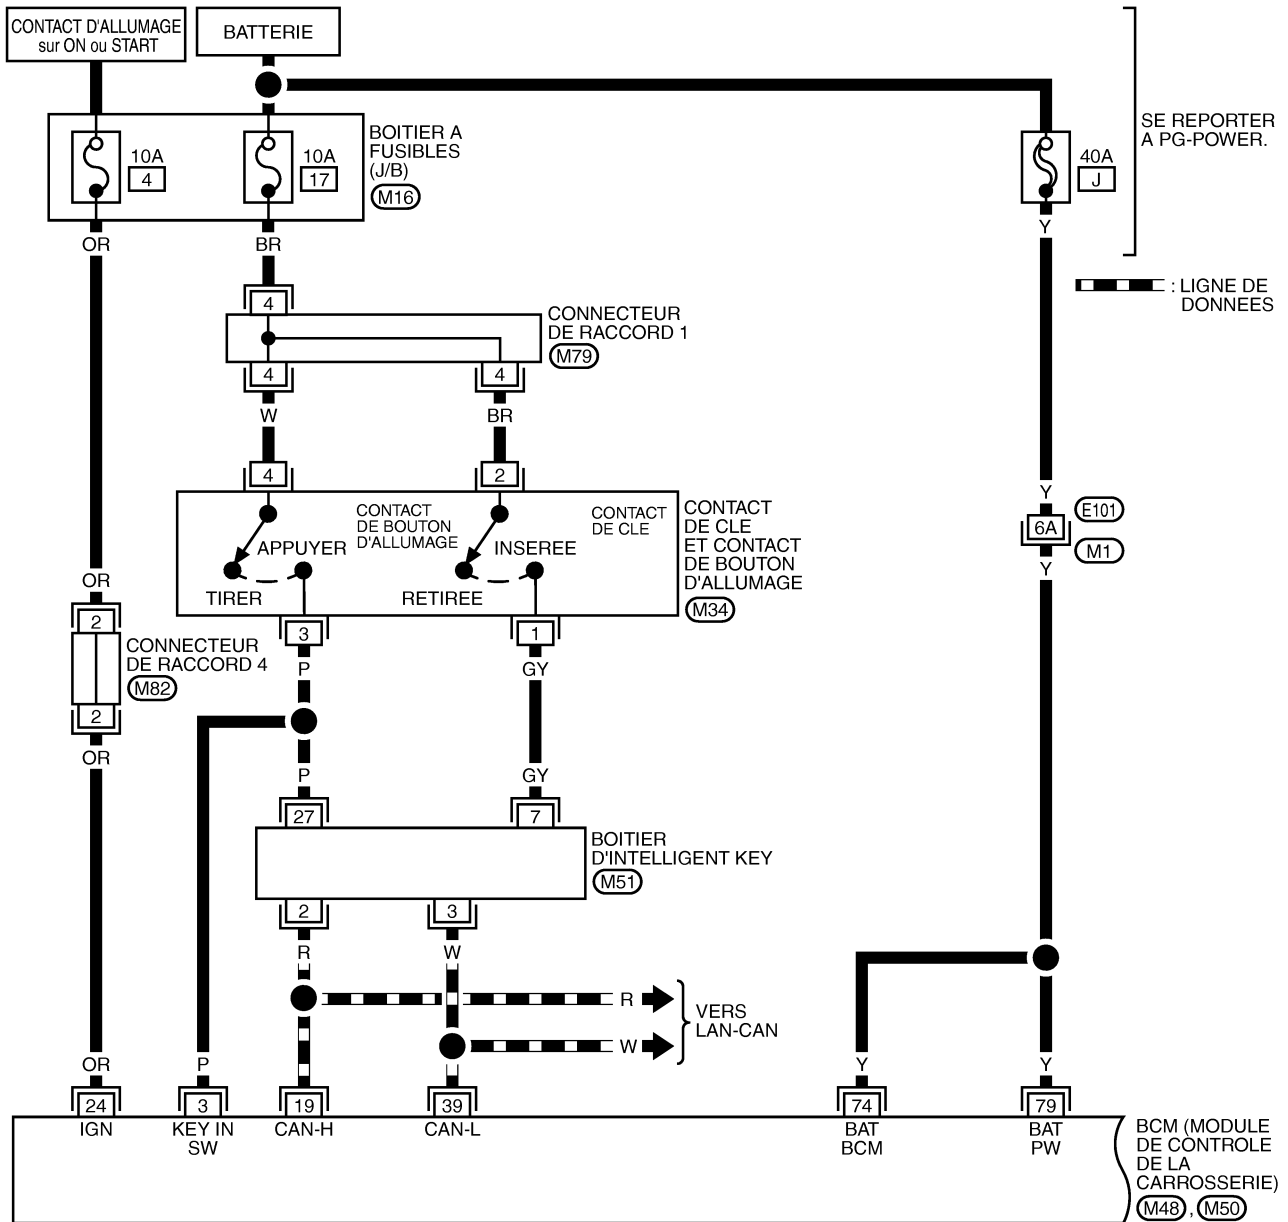 CONTACT D'ALLUMAGE
sur ON ou START
BATTERIE
SE REPORTER
A PG-POWER.
10A
4
10A
17
BOITIER A
FUSIBLES
(J/B)
M16
40A
J
OR
BR
Y
: LIGNE DE
DONNEES
4
CONNECTEUR
DE RACCORD 1
M79
4
4
W
BR
4
2
CONTACT
DE BOUTON
D'ALLUMAGE
CONTACT
DE CLE
APPUYER
INSEREE
TIRER
RETIREE
CONTACT
DE CLE
ET CONTACT
DE BOUTON
D'ALLUMAGE
M34
Y
6A
E101
M1
Y
OR
2
CONNECTEUR
DE RACCORD 4
M82
2
OR
3
1
P
GY
P
GY
27
7
BOITIER
D'INTELLIGENT KEY
M51
2
3
R
W
R
W
VERS
LAN-CAN
OR
P
Y
Y
24
3
19
39
74
79
IGN
KEY IN
SW
CAN-H
CAN-L
BAT
BCM
BAT
PW
BCM (MODULE
DE CONTROLE
DE LA
CARROSSERIE)
M48 , M50